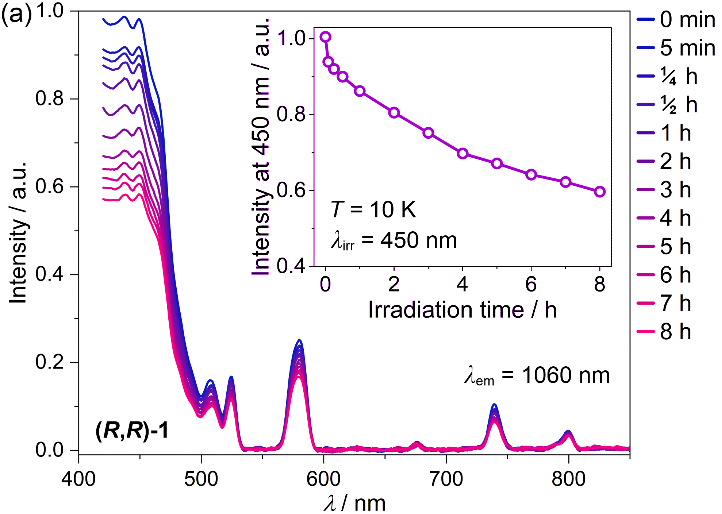 (a)
Intensity / a.u.
1.0
0.8
0.6
0.4
0.2
0.0
400
500
600
700
800
λ / nm
(R,R)-1
λem = 1060 nm
Intensity at 450 nm / a.u.
1.0
0.8
0.6
0.4
0
2
4
6
8
Irradiation time / h
T = 10 K
λirr = 450 nm
0 min
5 min
¼ h
½ h
1 h
2 h
3 h
4 h
5 h
6 h
7 h
8 h